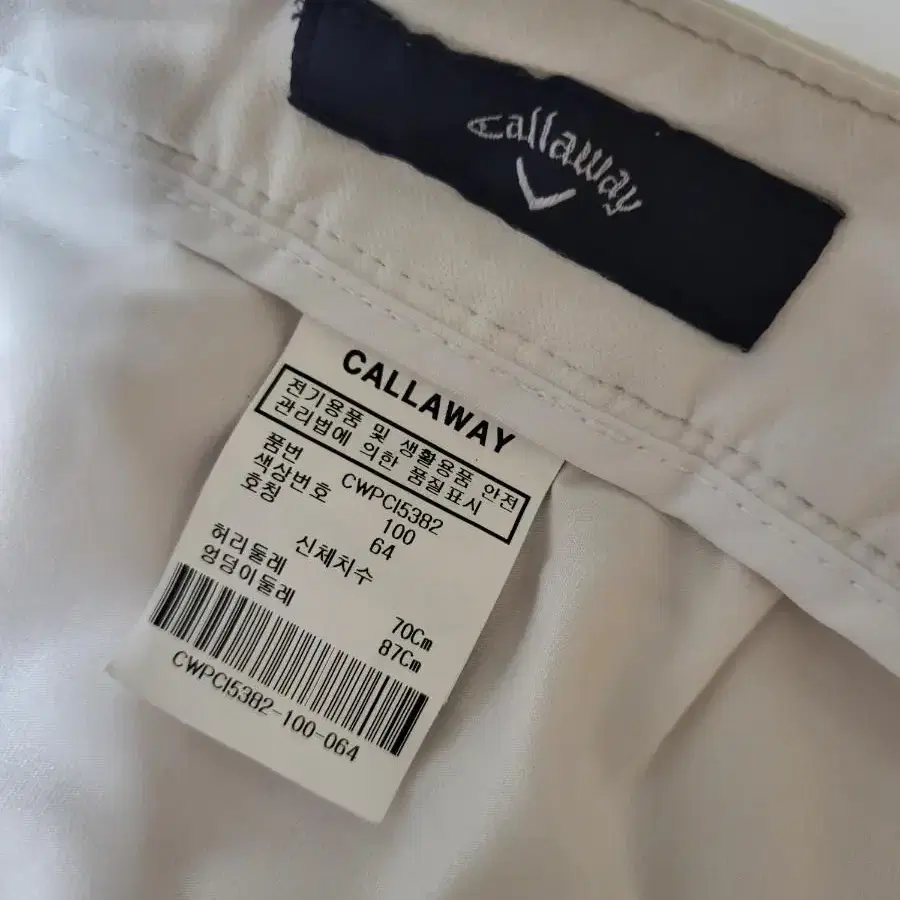 Callaway
CALLAWAY
전기용품 및 생활용품 안전
관리법에 의한 품질표시
품번 CWPCI5382
색상번호 100
호칭 64
신체치수
허리둘레 70Cm
엉덩이둘레 87Cm
CWPCI5382-100-064